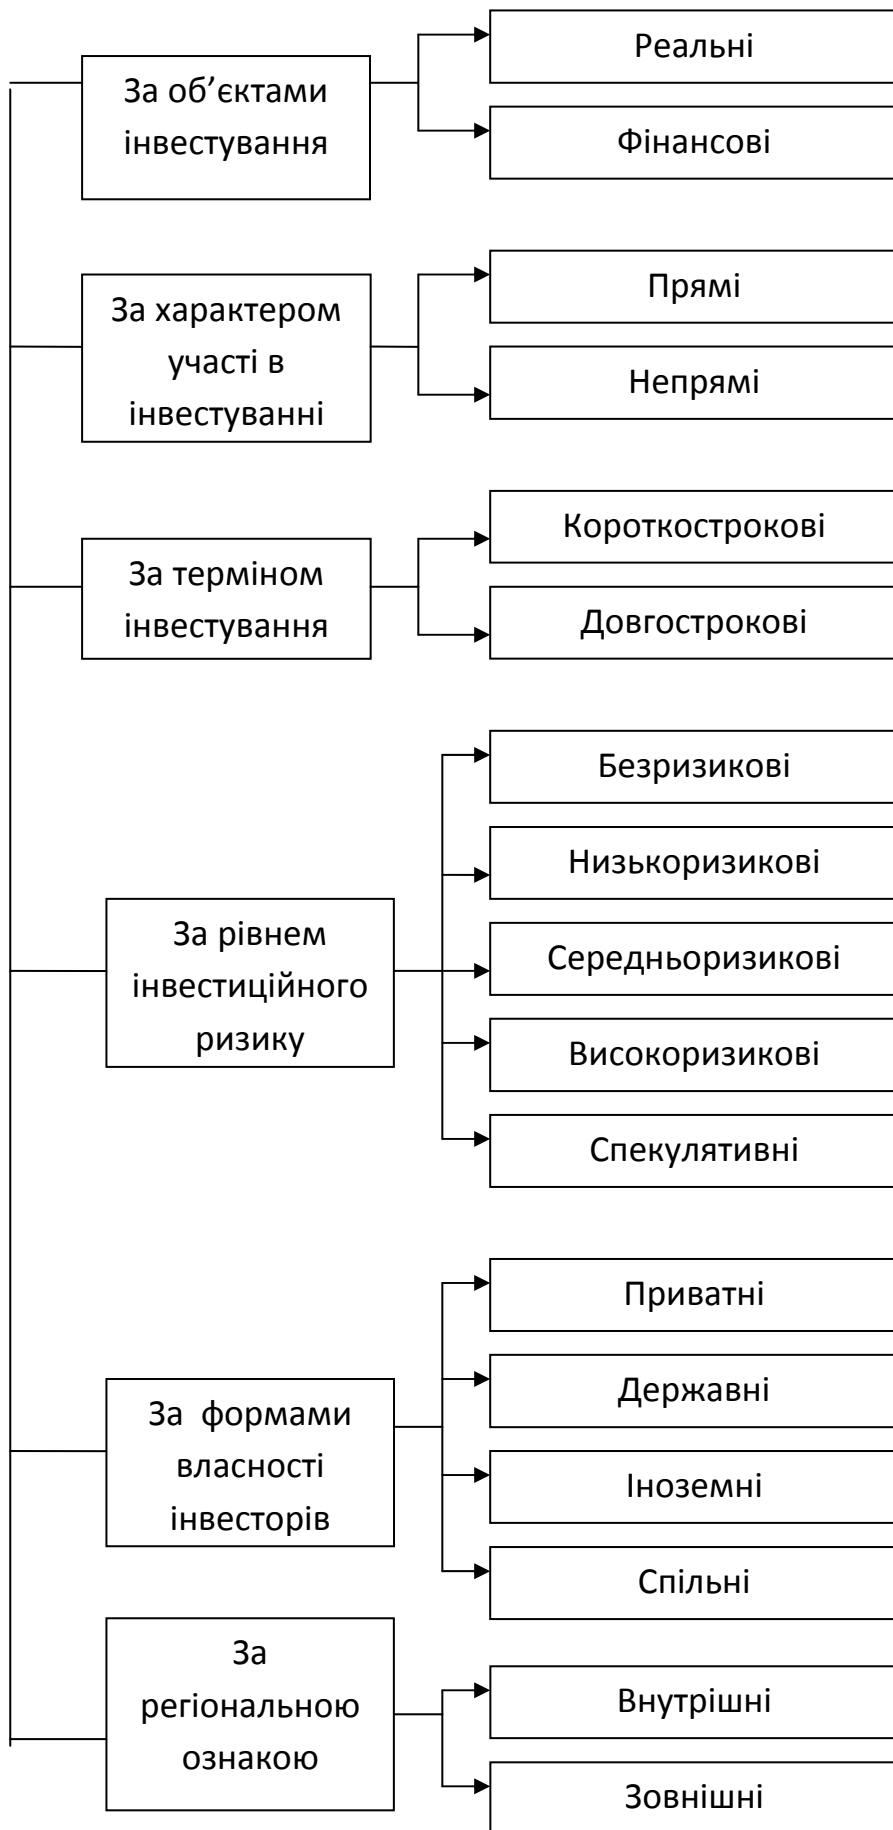 За об’єктами
інвестування
Реальні
Фінансові
За характером
участі в
інвестуванні
Прямі
Непрямі
За терміном
інвестування
Короткострокові
Довгострокові
За рівнем
інвестиційного
ризику
Безризикові
Низькоризикові
Середньоризикові
Високоризикові
Спекулятивні
За формами
власності
інвесторів
Приватні
Державні
Іноземні
Спільні
За
регіональною
ознакою
Внутрішні
Зовнішні